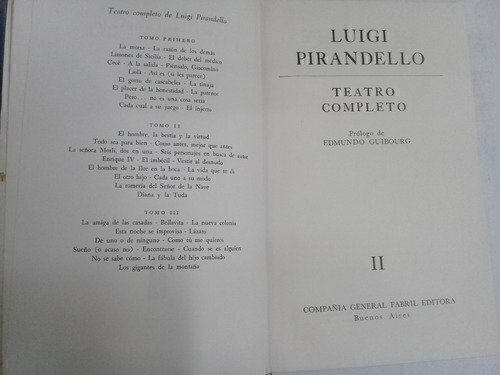 Teatro completo de Luigi Pirandello
TOMO PRIMERO
La morsa - La razón de los demás
Limones de Sicilia - El deber del médico
Cecé - A la salida - Piénsalo, Giacomino
Liolá - Así es (si les parece)
El gorro de cascabeles - La tinaja
El placer de la honestidad - La patente
Pero... no es una cosa seria
Cada cual a su juego - El injerto
TOMO II
El hombre, la bestia y la virtud
Todo sea para bien - Como antes, mejor que antes
La señora Morli, dos en una - Seis personajes en busca de autor
Enrique IV - El imbécil - Vestir al desnudo
El hombre de la flor en la boca - La vida que te di
El otro hijo - Cada uno a su modo
La romería del Señor de la Nave
Diana y la Tuda
TOMO III
La amiga de las casadas - Bellavita - La nueva colonia
Esta noche se improvisa - Lázaro
De uno o de ninguno - Como tú me quieres
Sueño (o acaso no) - Encontrarse - Cuando se es alguien
No se sabe cómo - La fábula del hijo cambiado
Los gigantes de la montaña
LUIGI
PIRANDELLO
TEATRO
COMPLETO
Prólogo de
EDMUNDO GUIBOURG
II
COMPAÑIA GENERAL FABRIL EDITORA
Buenos Aires